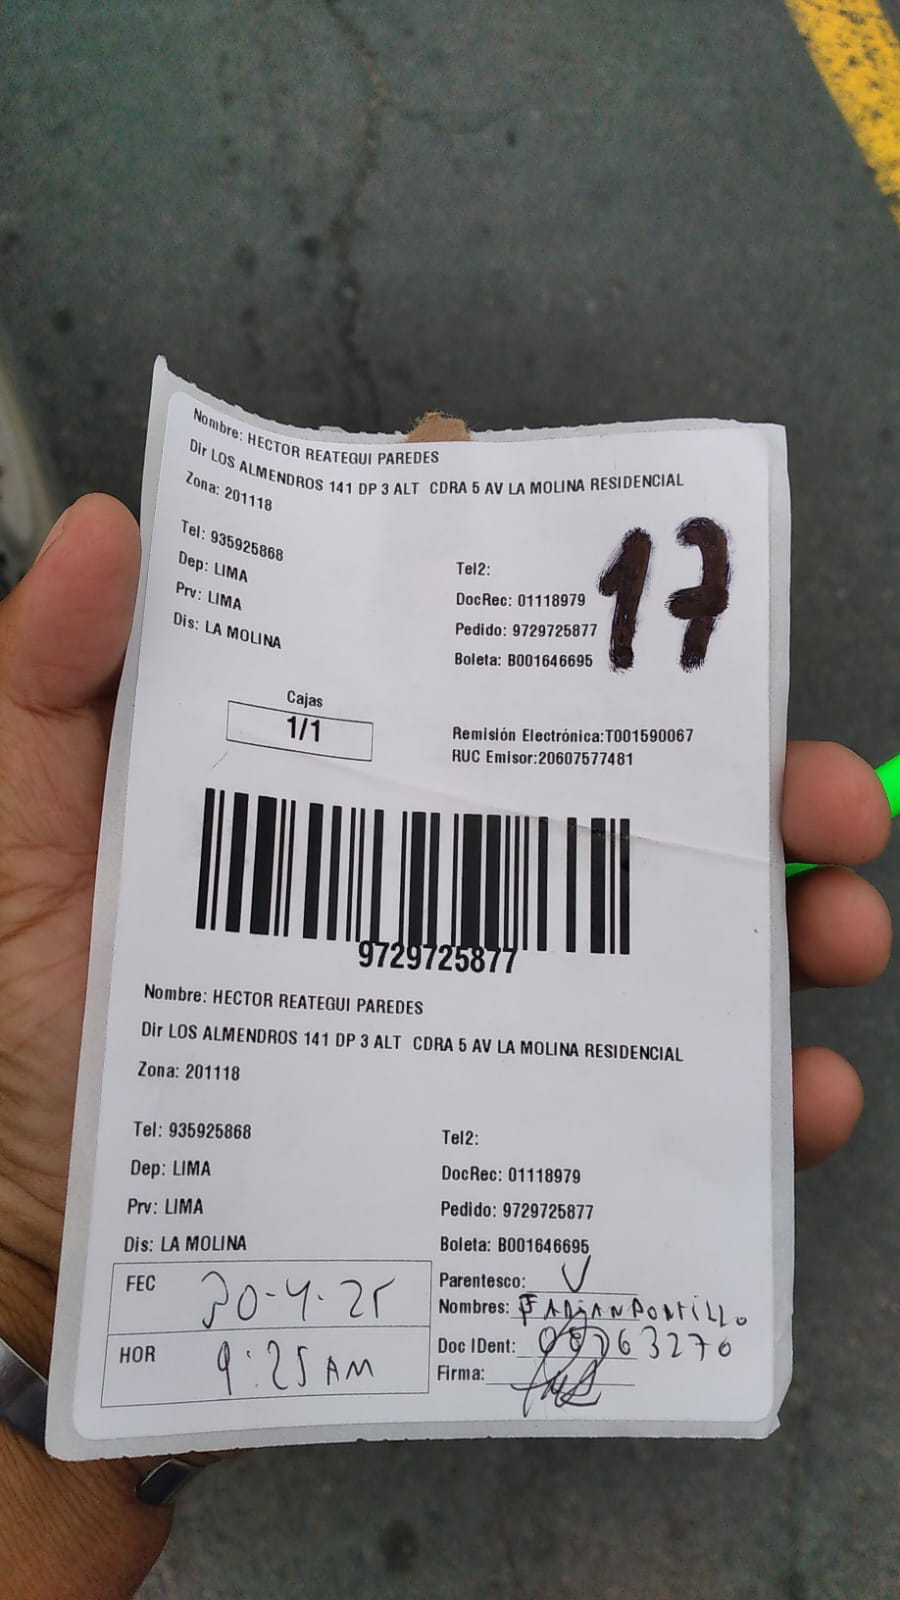 Nombre: HECTOR REATEGUI PAREDES
Dir LOS ALMENDROS 141 DP 3 ALT CDRA 5 AV LA MOLINA RESIDENCIAL
Zona: 201118
17
Tel: 935925868
Tel2:
Dep: LIMA
DocRec: 01118979
Prv: LIMA
Pedido: 9729725877
Dis: LA MOLINA
Boleta: B001646695
Cajas
1/1
Remisión Electrónica:T001590067
RUC Emisor:20607577481
9729725877
Nombre: HECTOR REATEGUI PAREDES
Dir LOS ALMENDROS 141 DP 3 ALT CDRA 5 AV LA MOLINA RESIDENCIAL
Zona: 201118
Tel: 935925868
Tel2:
Dep: LIMA
DocRec: 01118979
Prv: LIMA
Pedido: 9729725877
Dis: LA MOLINA
Boleta: B001646695
FEC 30-4-25
Parentesco:
Nombres: FABIAN PORTILLO
HOR 9:25 AM
Doc IDent:
Firma: